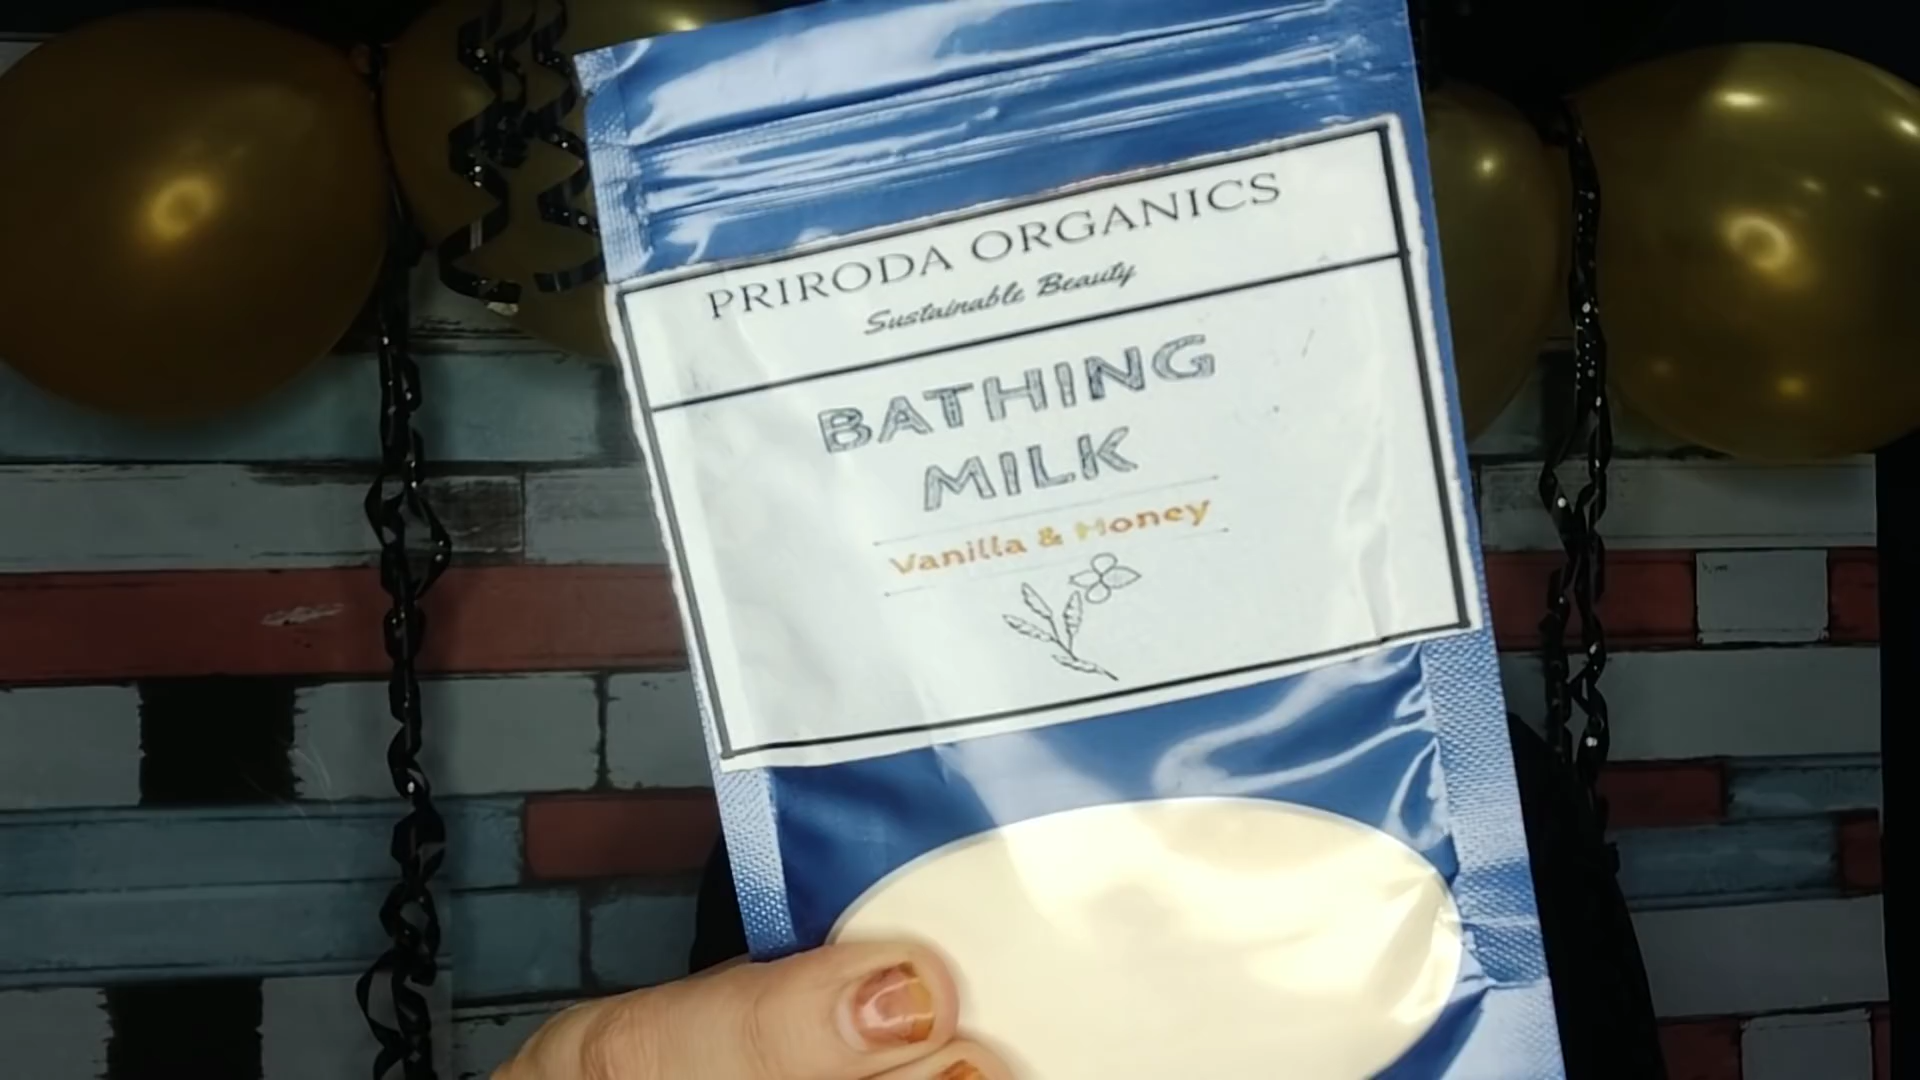 PRIRODA ORGANICS
Sustainable Beauty
BATHING
MILK
Vanilla & Honey